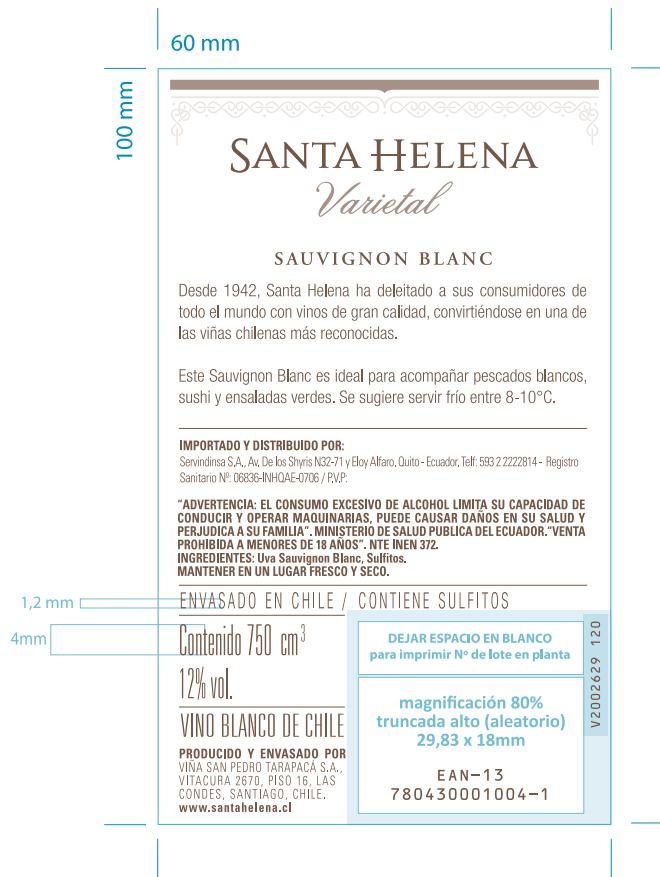 60 mm
100 mm
SANTA HELENA
Varietal
SAUVIGNON BLANC
Desde 1942, Santa Helena ha deleitado a sus consumidores de
todo el mundo con vinos de gran calidad, convirtiéndose en una de
las viñas chilenas más reconocidas.
Este Sauvignon Blanc es ideal para acompañar pescados blancos,
sushi y ensaladas verdes. Se sugiere servir frío entre 8-10°C.
IMPORTADO Y DISTRIBUIDO POR:
Servindinsa S.A., Av. De los Shyris N32-71 y Eloy Alfaro. Quito - Ecuador. Telf: 593 2 2222814 - Registro
Sanitario Nº: 06836-INHQAE-0706 / P.V.P:
"ADVERTENCIA: EL CONSUMO EXCESIVO DE ALCOHOL LIMITA SU CAPACIDAD DE
CONDUCIR Y OPERAR MAQUINARIAS, PUEDE CAUSAR DAÑOS EN SU SALUD Y
PERJUDICA A SU FAMILIA". MINISTERIO DE SALUD PUBLICA DEL ECUADOR."VENTA
PROHIBIDA A MENORES DE 18 AÑOS". NTE INEN 372.
INGREDIENTES: Uva Sauvignon Blanc, Sulfitos.
MANTENER EN UN LUGAR FRESCO Y SECO.
1,2 mm
ENVASADO EN CHILE / CONTIENE SULFITOS
4mm
Contenido 750 cm³
12% vol.
VINO BLANCO DE CHILE
PRODUCIDO Y ENVASADO POR
VIÑA SAN PEDRO TARAPACÁ S.A.,
VITACURA 2670, PISO 16, LAS
CONDES, SANTIAGO, CHILE.
www.santahelena.cl
DEJAR ESPACIO EN BLANCO
para imprimir Nº de lote en planta
magnificación 80%
truncada alto (aleatorio)
29,83 x 18mm
EAN-13
780430001004-1
V2002629 120